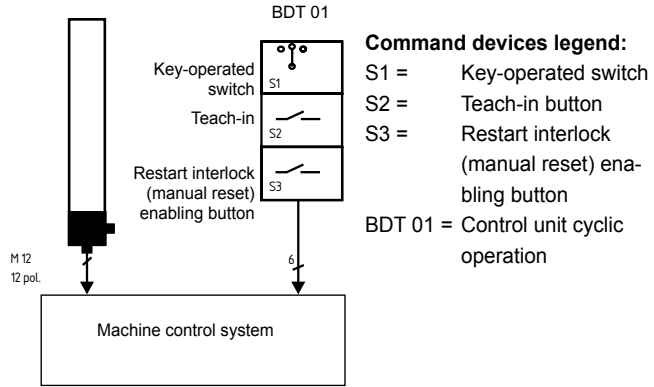 BDT 01
Key-operated
switch
S1
Teach-in
S2
Restart interlock
(manual reset)
enabling button
S3
M 12
12 pol.
6
Machine control system
Command devices legend:
S1 = Key-operated switch
S2 = Teach-in button
S3 = Restart interlock
(manual reset) ena-
bling button
BDT 01 = Control unit cyclic
operation